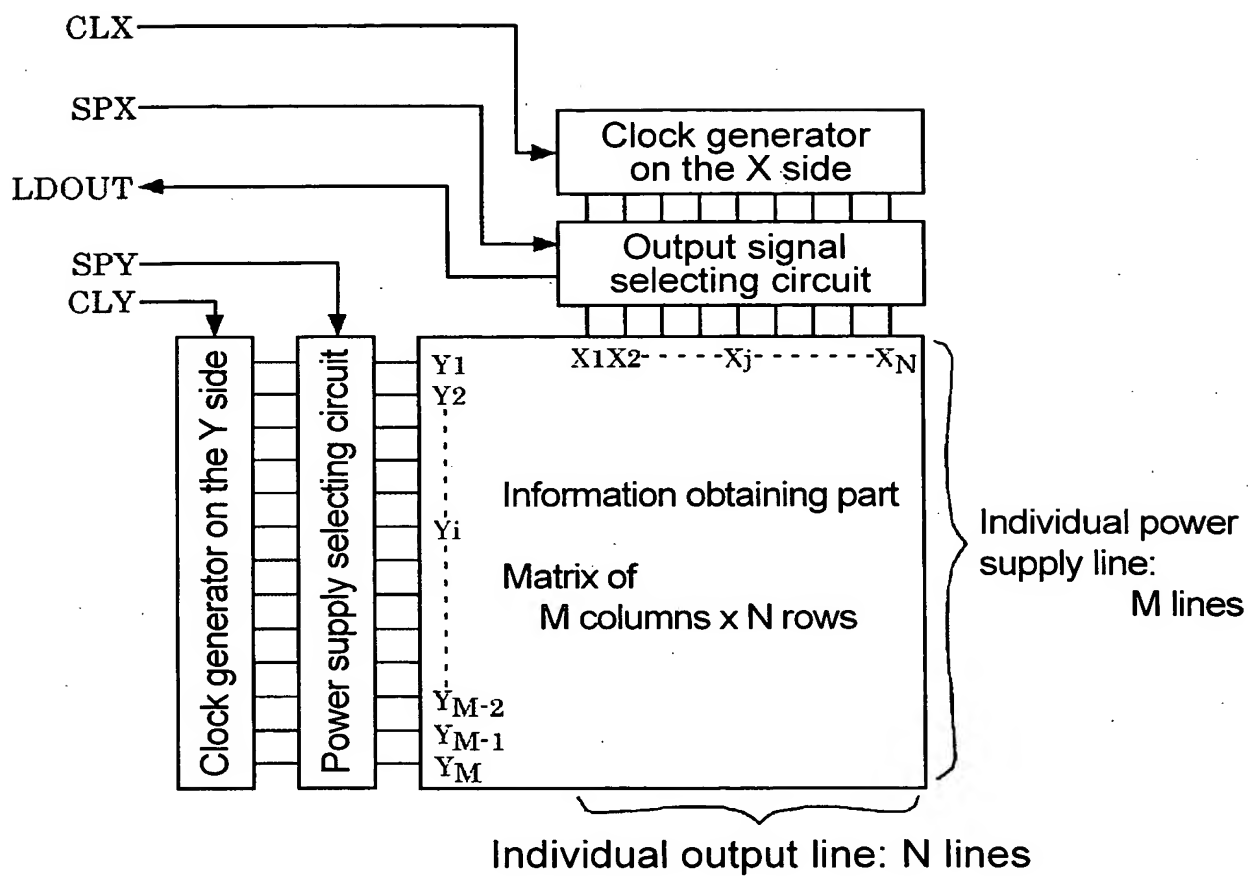 CLX
SPX
LDOUT
SPY
CLY
Clock generator
on the X side
Output signal
selecting circuit
Clock generator on the Y side
Power supply selecting circuit
X1X2- - - - - -Xj- - - - - - - -XN
Y1
Y2
Yi
YM-2
YM-1
YM
Information obtaining part
Matrix of
M columns x N rows
Individual power
supply line:
M lines
Individual output line: N lines